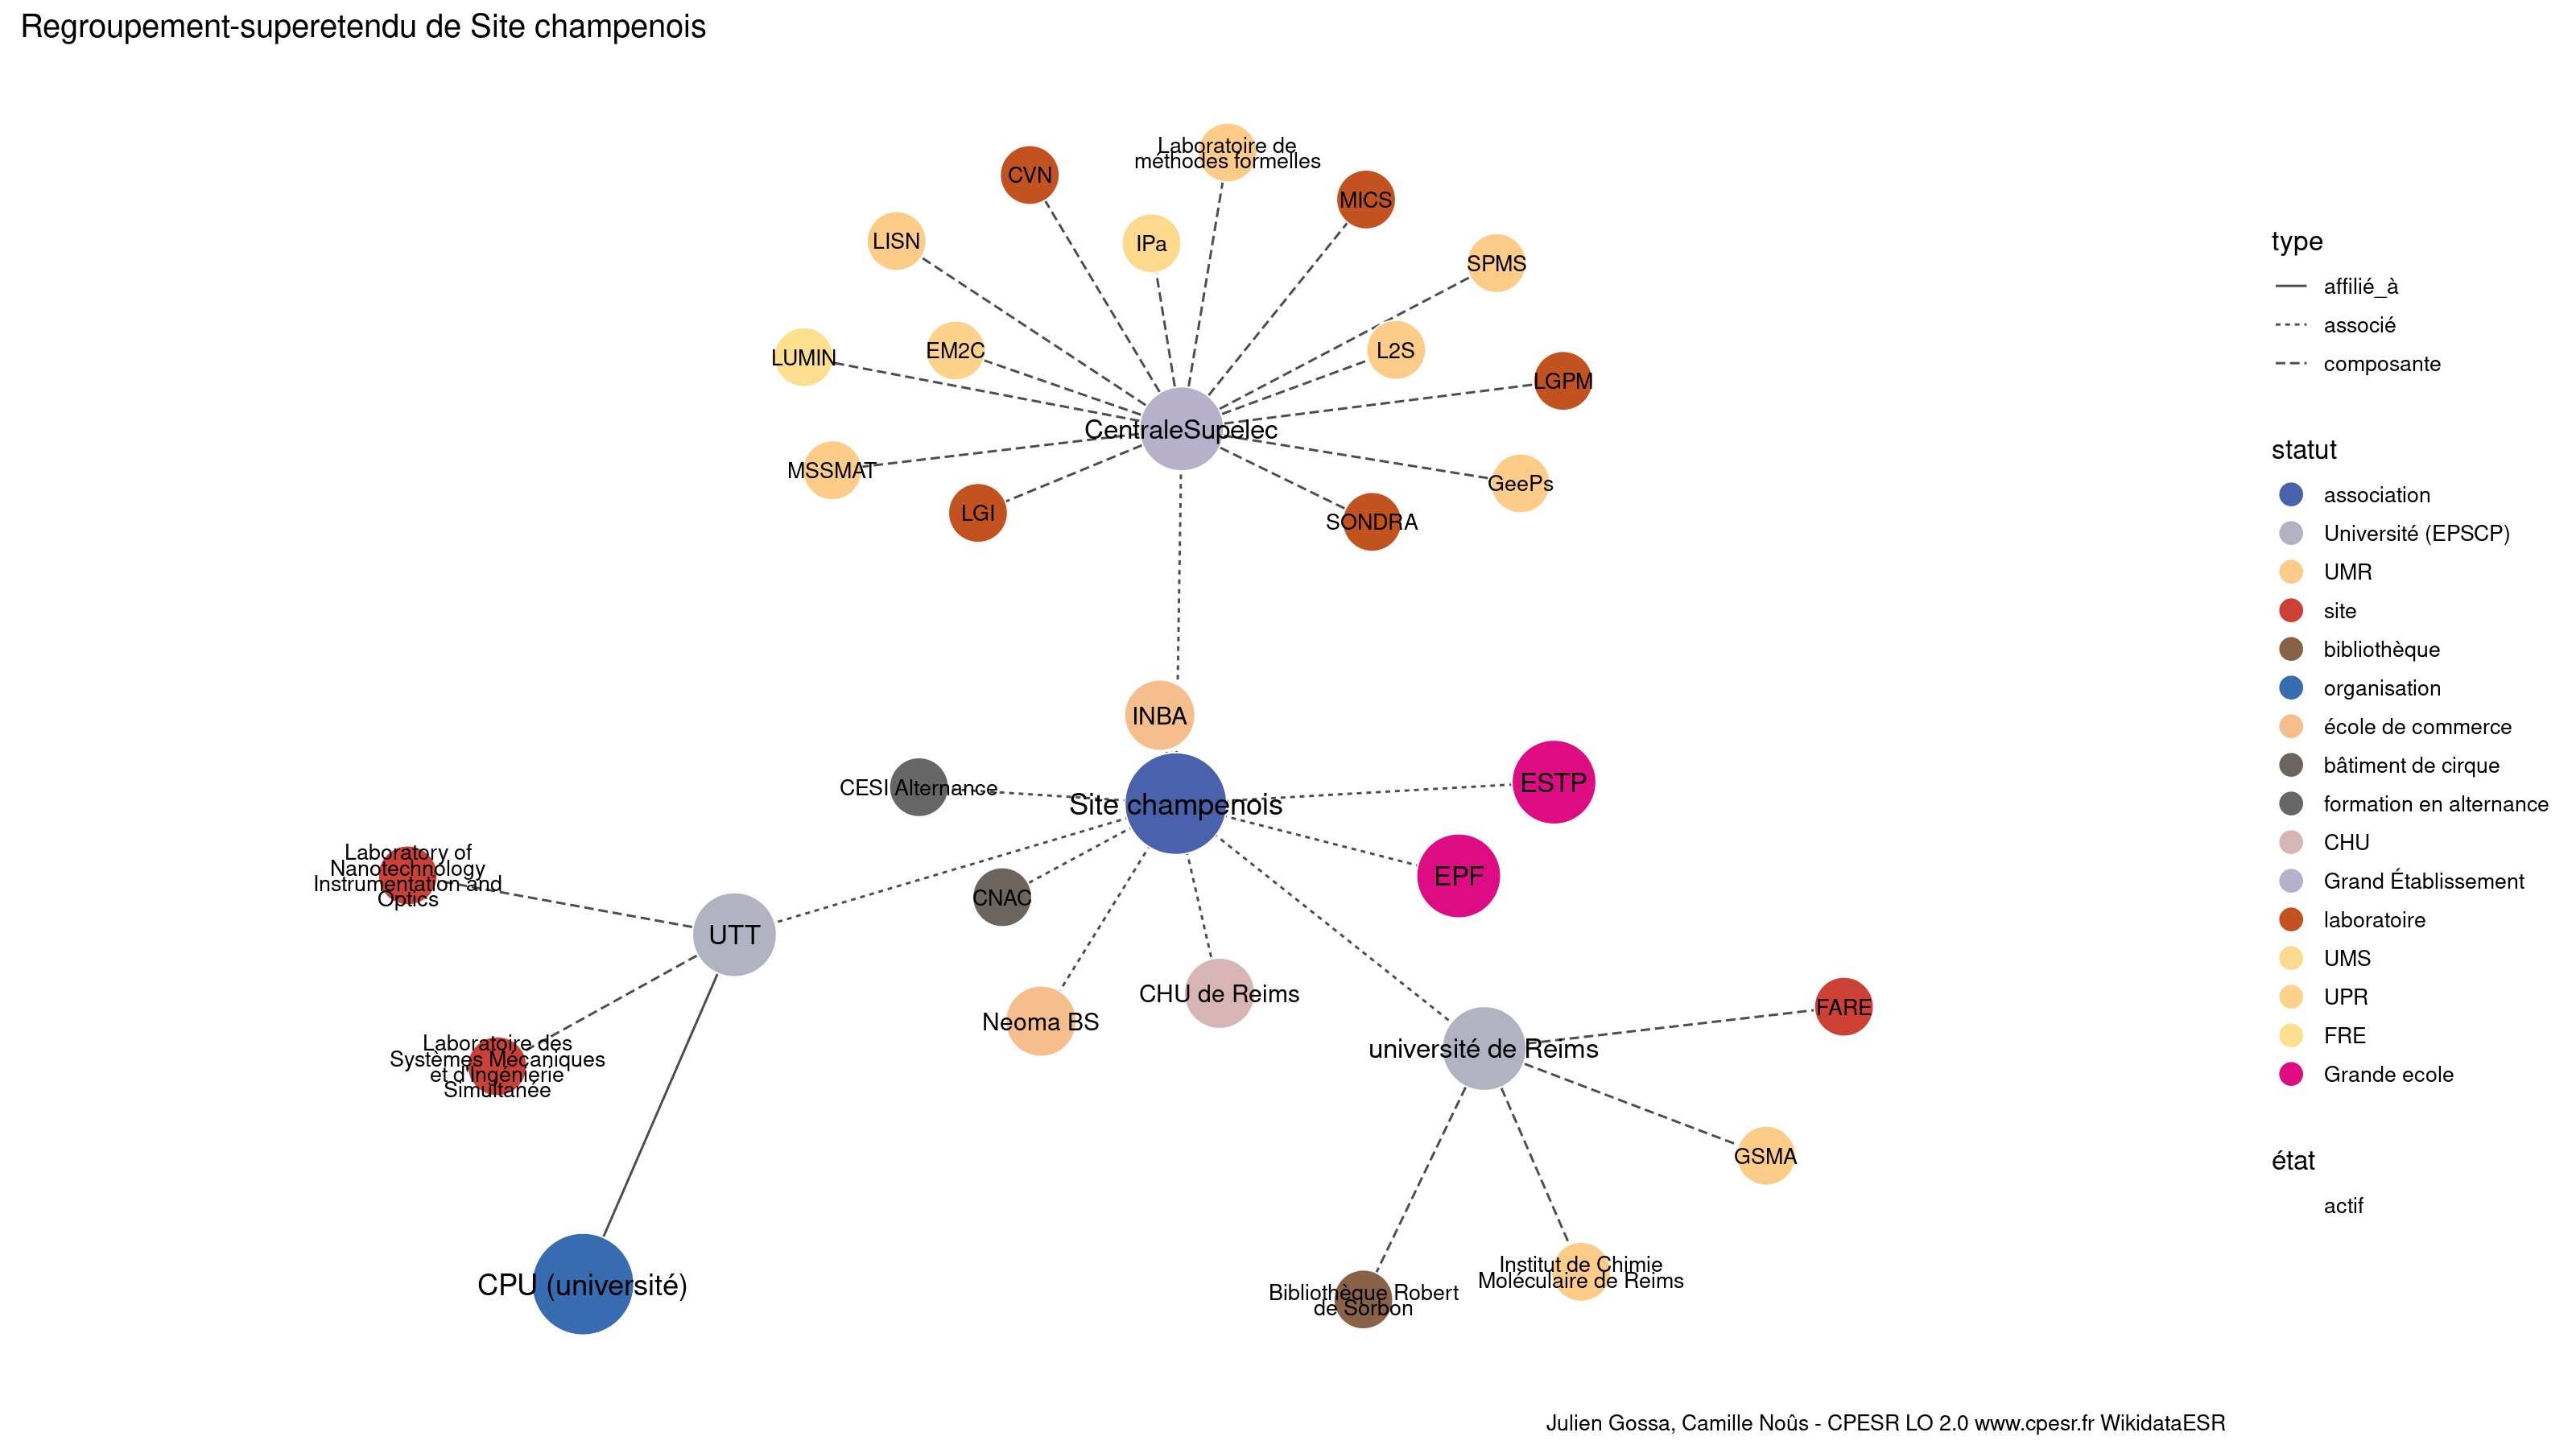 Regroupement-superetendu de Site champenois
Laboratoire de
méthodes formelles
CVN
MICS
LISN
IPa
SPMS
LUMIN
EM2C
L2S
LGPM
CentraleSupelec
MSSMAT
GeePs
LGI
SONDRA
INBA
CESI Alternance
Site champenois
ESTP
EPF
CNAC
Laboratory of
Nanotechnology
Instrumentation and
Optics
UTT
CHU de Reims
Neoma BS
FARE
université de Reims
Laboratoire des
Systèmes Mécaniques
et d'Ingénierie
Simultanée
GSMA
CPU (université)
Institut de Chimie
Moléculaire de Reims
Bibliothèque Robert
de Sorbon
type
affilié_à
associé
composante
statut
association
Université (EPSCP)
UMR
site
bibliothèque
organisation
école de commerce
bâtiment de cirque
formation en alternance
CHU
Grand Établissement
laboratoire
UMS
UPR
FRE
Grande ecole
état
actif
Julien Gossa, Camille Noûs - CPESR LO 2.0 www.cpesr.fr WikidataESR